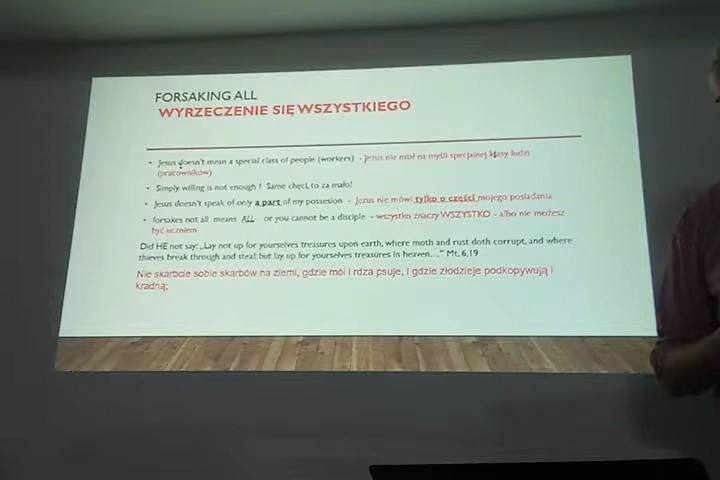 FORSAKING ALL
WYRZECZENIE SIĘ WSZYSTKIEGO
• Jesus doesn't mean a special class of people (workers) - Jezus nie miał na myśli specjalnej klasy ludzi
(pracowników)
• Simply willing is not enough ! Same chęci, to za mało!
• Jesus doesn't speak of only a part of my possesion - Jezus nie mówi tylko o części mojego posiadania
• forsakes not all means ALL - or you cannot be a disciple - wszystko znaczy WSZYSTKO - albo nie możesz
być uczniem
Did HE not say: „Lay not up for yourselves treasures upon earth, where moth and rust doth corrupt, and where
thieves break through and steal: but lay up for yourselves treasures in heaven…" Mt. 6,19
Nie skarbcie sobie skarbów na ziemi, gdzie mól i rdza psuje, i gdzie złodzieje podkopywują i
kradną;